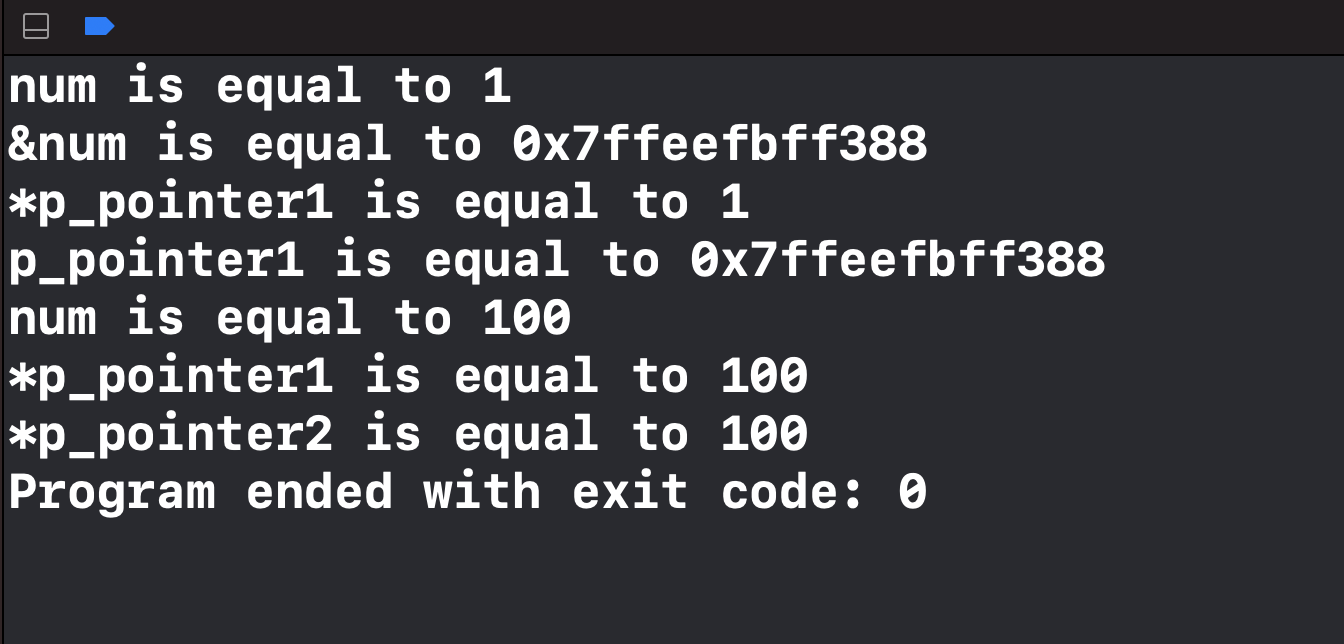 num is equal to 1
&num is equal to 0x7ffeefbff388
*p_pointer1 is equal to 1
p_pointer1 is equal to 0x7ffeefbff388
num is equal to 100
*p_pointer1 is equal to 100
*p_pointer2 is equal to 100
Program ended with exit code: 0